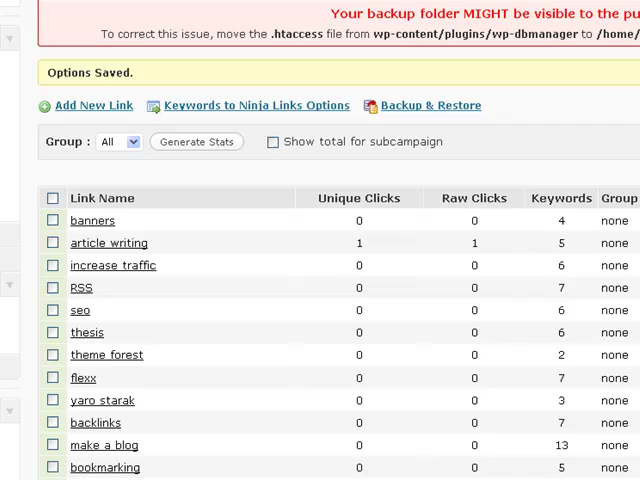 Your backup folder MIGHT be visible to the pu
To correct this issue, move the .htaccess file from wp-content/plugins/wp-dbmanager to /home/
Options Saved.
Add New Link Keywords to Ninja Links Options Backup & Restore
Group : All Generate Stats Show total for subcampaign
Link Name Unique Clicks Raw Clicks Keywords Group
banners 0 0 4 none
article writing 1 1 5 none
increase traffic 0 0 6 none
RSS 0 0 7 none
seo 0 0 6 none
thesis 0 0 6 none
theme forest 0 0 2 none
flexx 0 0 7 none
yaro starak 0 0 3 none
backlinks 0 0 7 none
make a blog 0 0 13 none
bookmarking 0 0 5 none